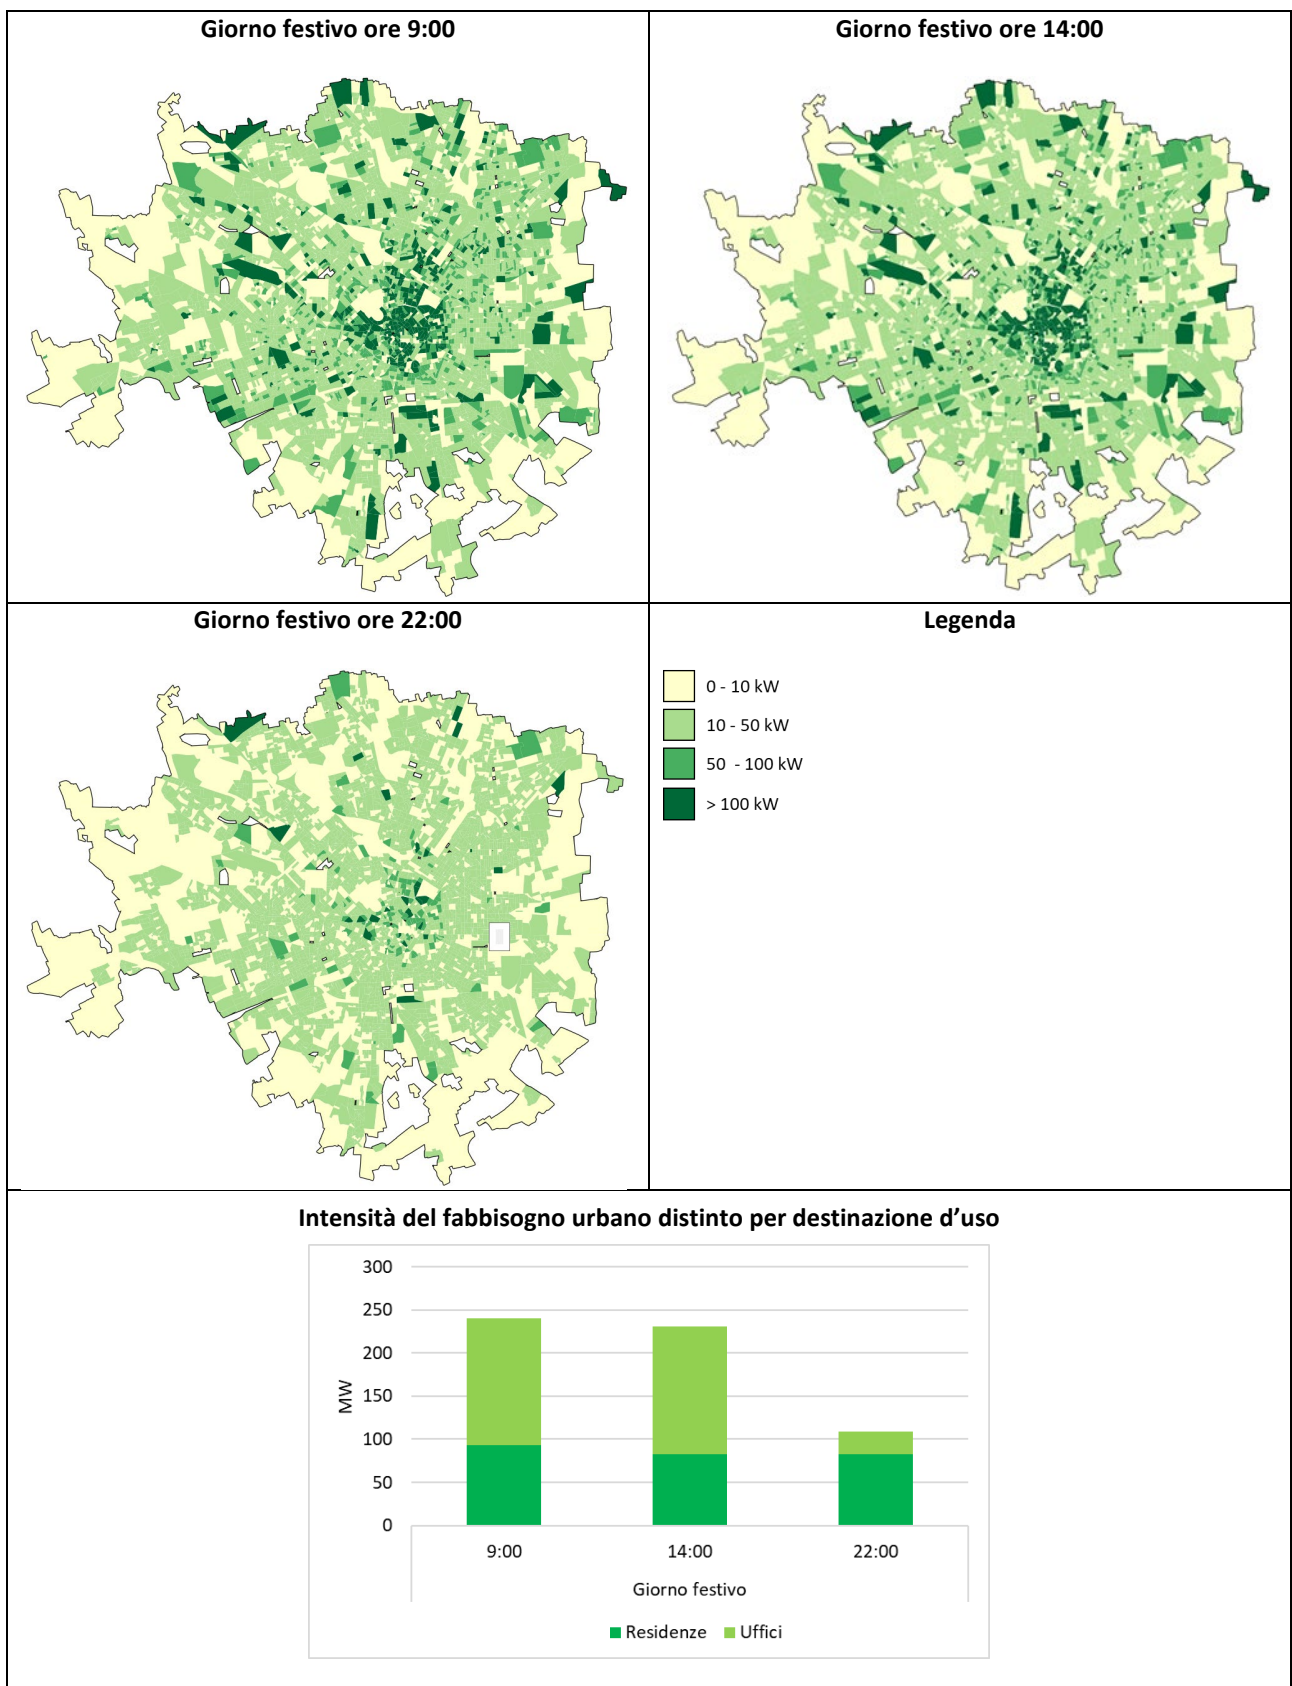 Giorno festivo ore 9:00
Giorno festivo ore 14:00
Giorno festivo ore 22:00
Legenda
0 - 10 kW
10 - 50 kW
50 - 100 kW
> 100 kW
Intensità del fabbisogno urbano distinto per destinazione d’uso
300
250
200
150
100
50
0
MW
9:00
14:00
22:00
Giorno festivo
Residenze
Uffici